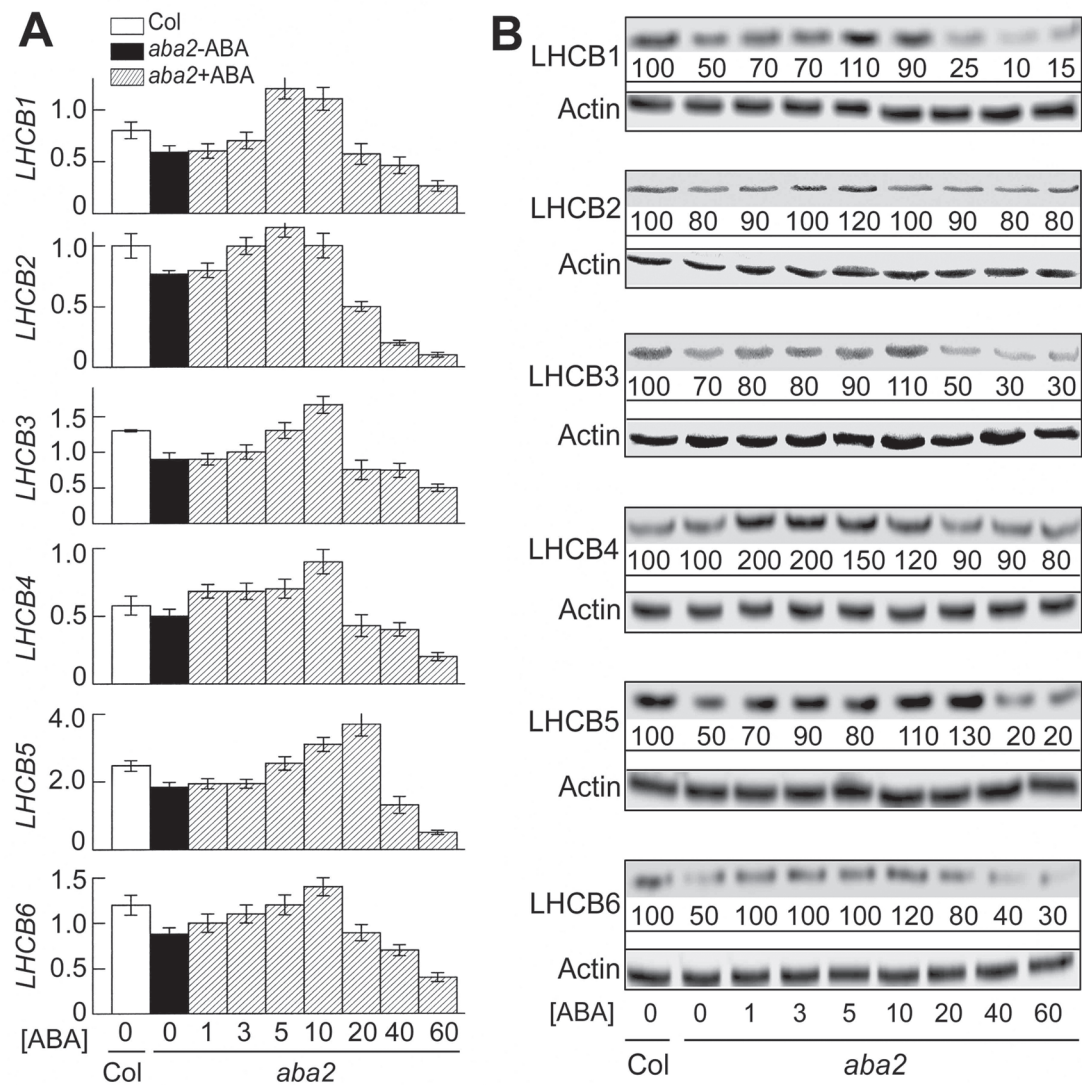 A
Col
aba2-ABA
aba2+ABA
LHCB1
1.0
0.5
0
LHCB2
1.0
0.5
0
LHCB3
1.5
1.0
0.5
0
LHCB4
1.0
0.5
0
LHCB5
4.0
2.0
0
LHCB6
1.5
1.0
0.5
0
[ABA] 0 0 1 3 5 10 20 40 60
Col aba2
B
LHCB1
100 50 70 70 110 90 25 10 15
Actin
LHCB2
100 80 90 100 120 100 90 80 80
Actin
LHCB3
100 70 80 80 90 110 50 30 30
Actin
LHCB4
100 100 200 200 150 120 90 90 80
Actin
LHCB5
100 50 70 90 80 110 130 20 20
Actin
LHCB6
100 50 100 100 100 120 80 40 30
Actin
[ABA] 0 0 1 3 5 10 20 40 60
Col aba2